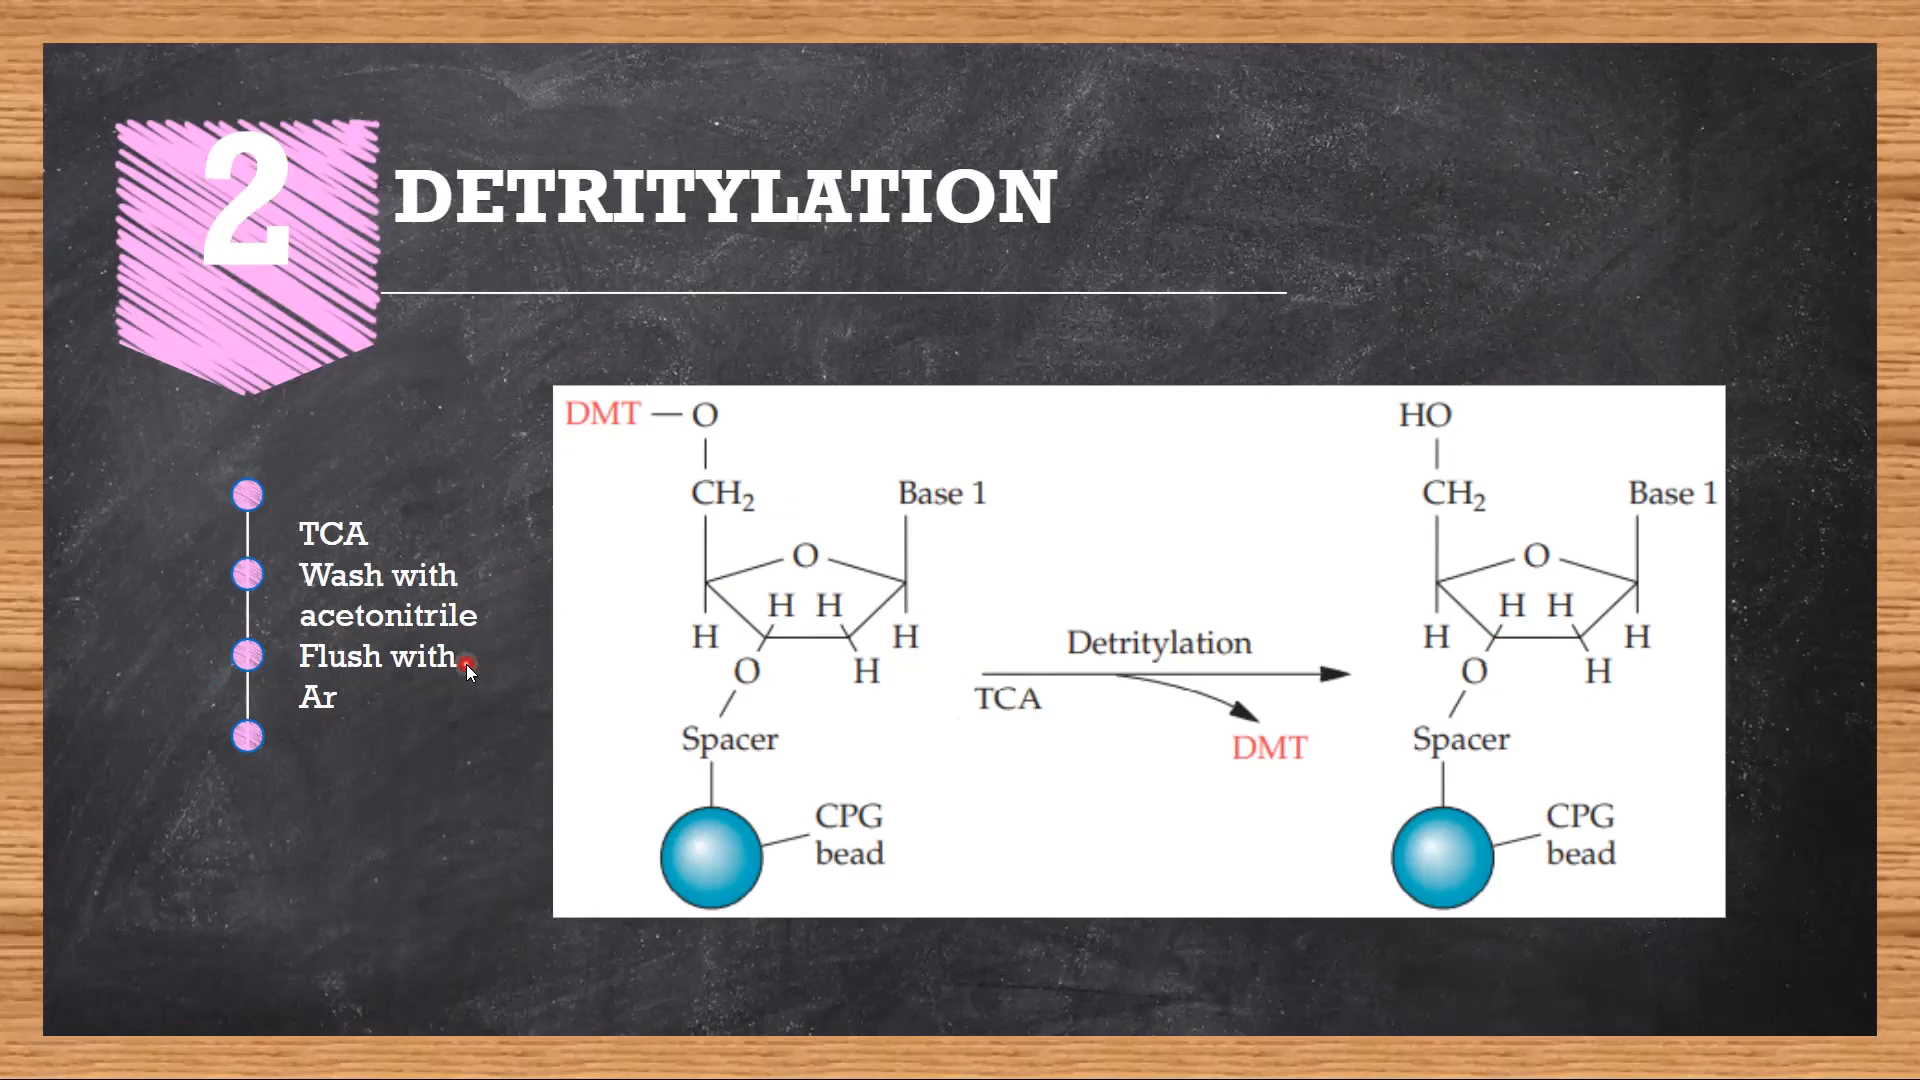 2
DETRITYLATION
TCA
Wash with
acetonitrile
Flush with
Ar
DMT — O
CH₂
Base 1
O
H H
H
H
O
H
Spacer
CPG
bead
Detritylation
TCA
DMT
HO
CH₂
Base 1
O
H H
H
H
O
H
Spacer
CPG
bead